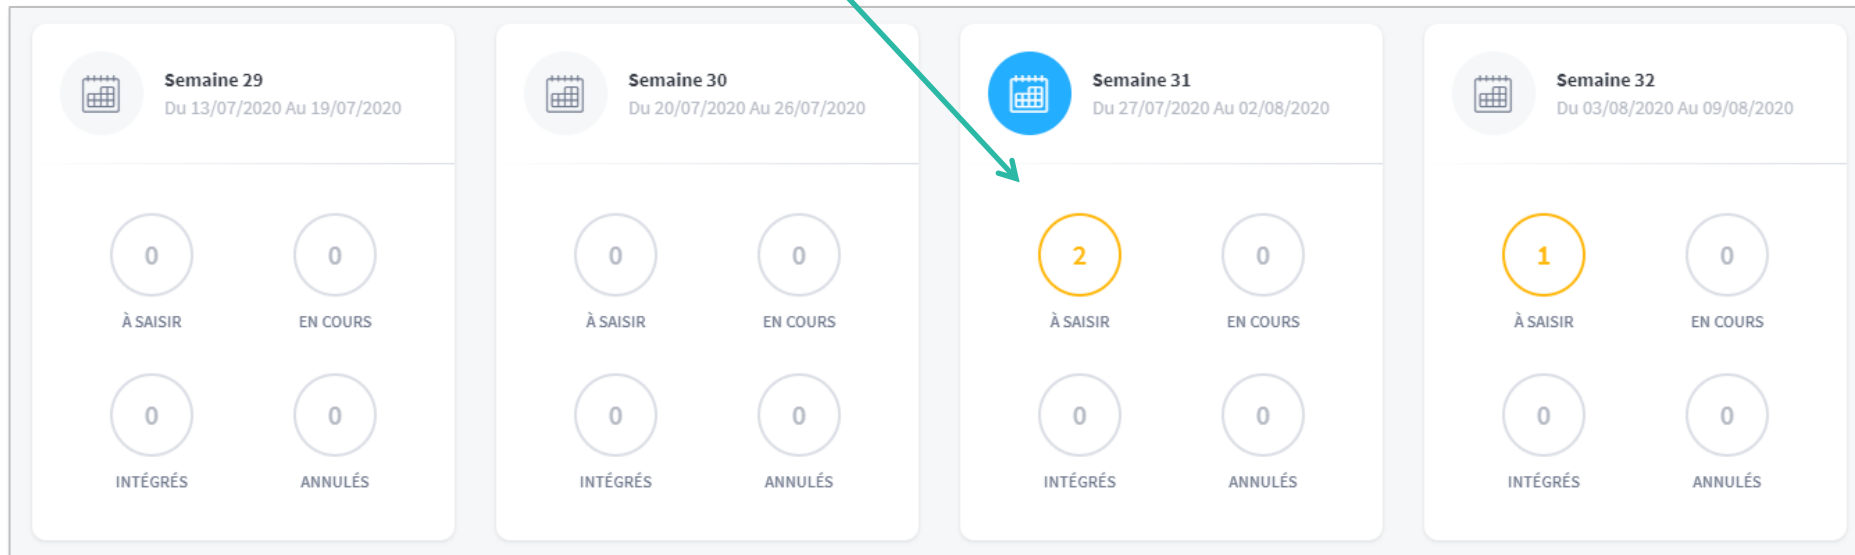 Semaine 29
Du 13/07/2020 Au 19/07/2020
0
0
À SAISIR
EN COURS
0
0
INTÉGRÉS
ANNULÉS
Semaine 30
Du 20/07/2020 Au 26/07/2020
0
0
À SAISIR
EN COURS
0
0
INTÉGRÉS
ANNULÉS
Semaine 31
Du 27/07/2020 Au 02/08/2020
2
0
À SAISIR
EN COURS
0
0
INTÉGRÉS
ANNULÉS
Semaine 32
Du 03/08/2020 Au 09/08/2020
1
0
À SAISIR
EN COURS
0
0
INTÉGRÉS
ANNULÉS